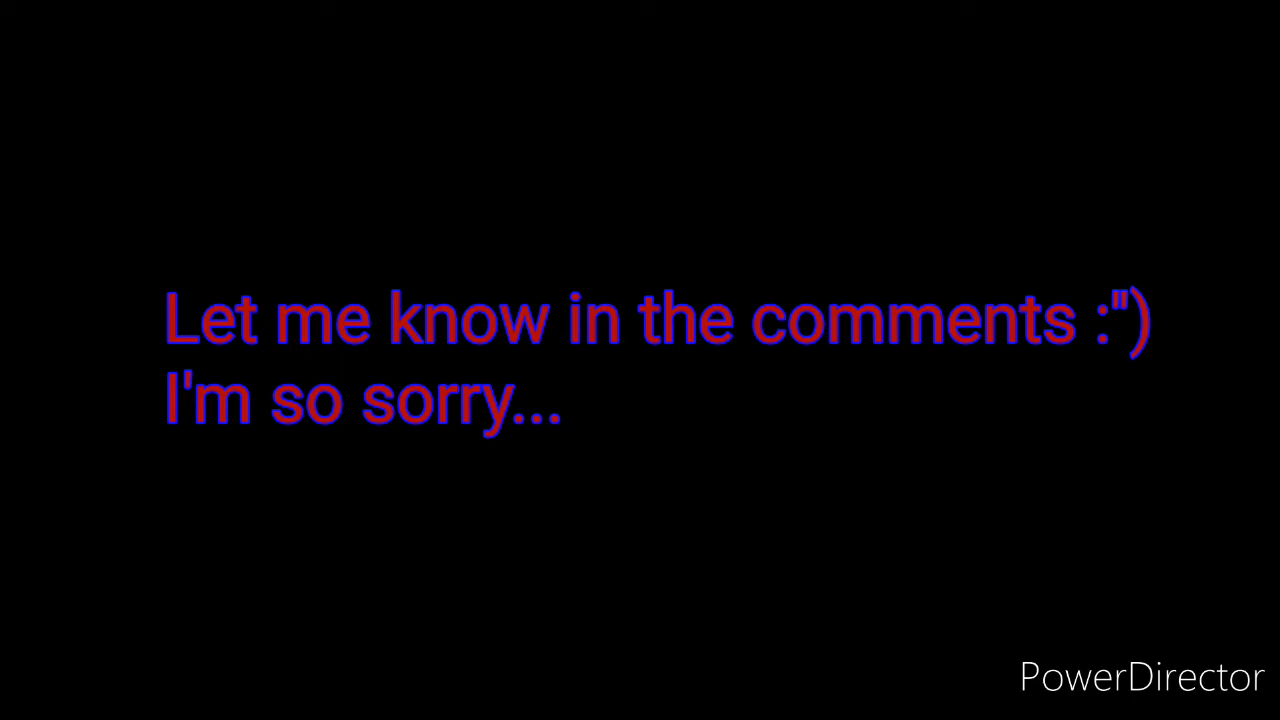 Let me know in the comments :")
I'm so sorry...
PowerDirector